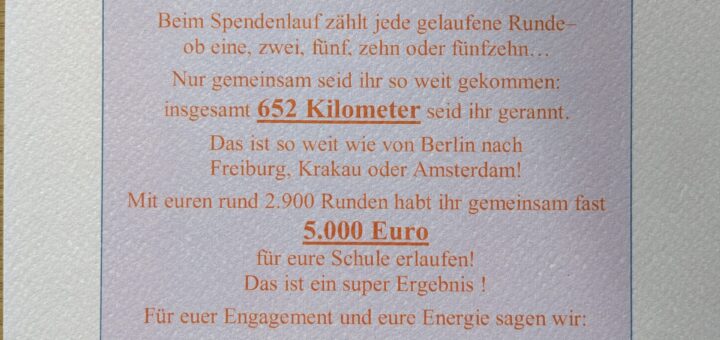 Beim Spendenlauf zählt jede gelaufene Runde–
ob eine, zwei, fünf, zehn oder fünfzehn...
Nur gemeinsam seid ihr so weit gekommen:
insgesamt 652 Kilometer seid ihr gerannt.
Das ist so weit wie von Berlin nach
Freiburg, Krakau oder Amsterdam!
Mit euren rund 2.900 Runden habt ihr gemeinsam fast
5.000 Euro
für eure Schule erlaufen!
Das ist ein super Ergebnis !
Für euer Engagement und eure Energie sagen wir: